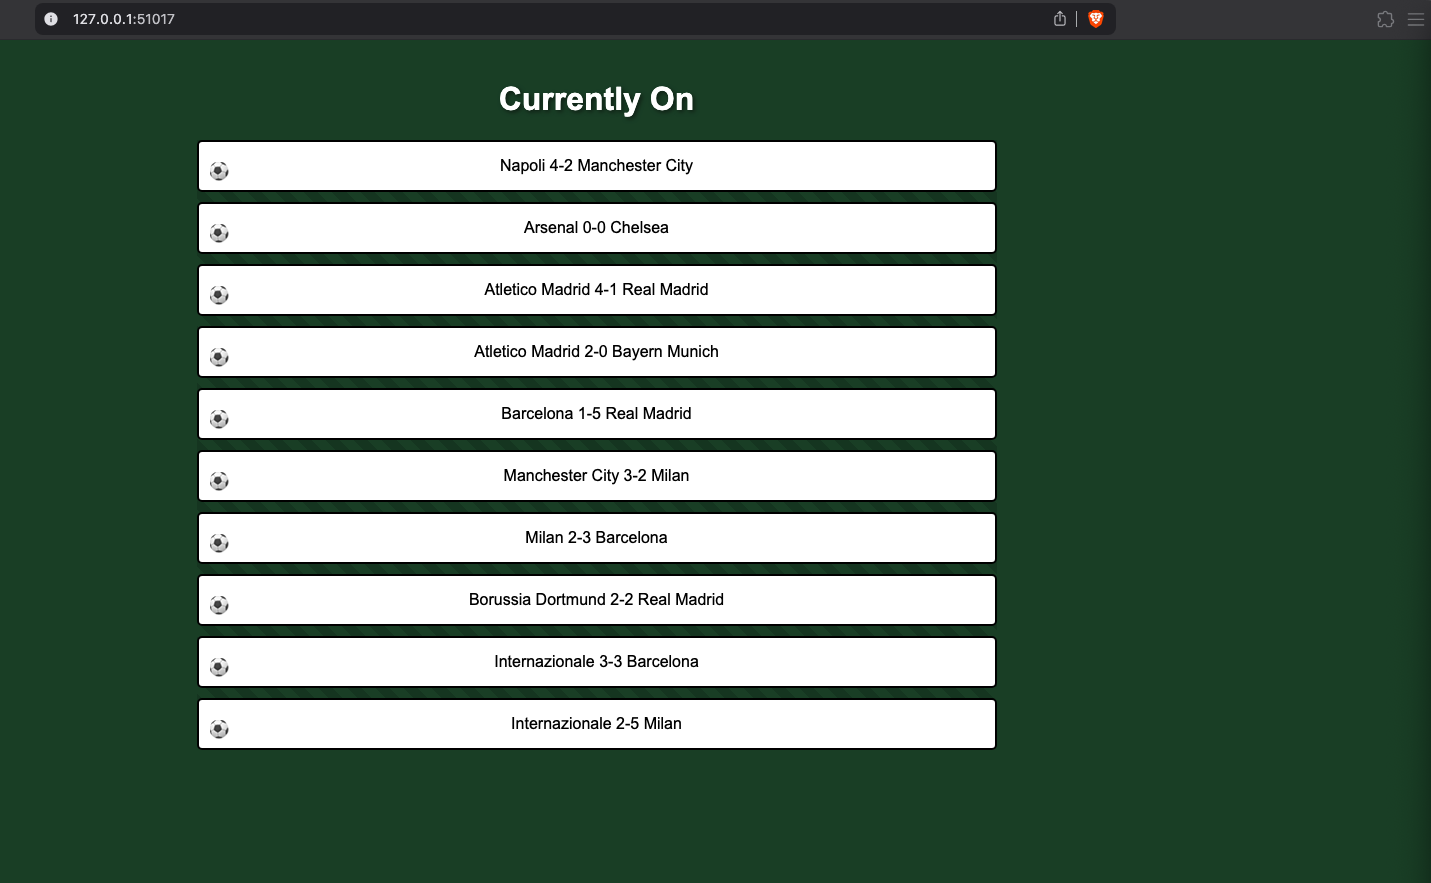 127.0.0.1:51017
Currently On
Napoli 4-2 Manchester City
Arsenal 0-0 Chelsea
Atletico Madrid 4-1 Real Madrid
Atletico Madrid 2-0 Bayern Munich
Barcelona 1-5 Real Madrid
Manchester City 3-2 Milan
Milan 2-3 Barcelona
Borussia Dortmund 2-2 Real Madrid
Internazionale 3-3 Barcelona
Internazionale 2-5 Milan